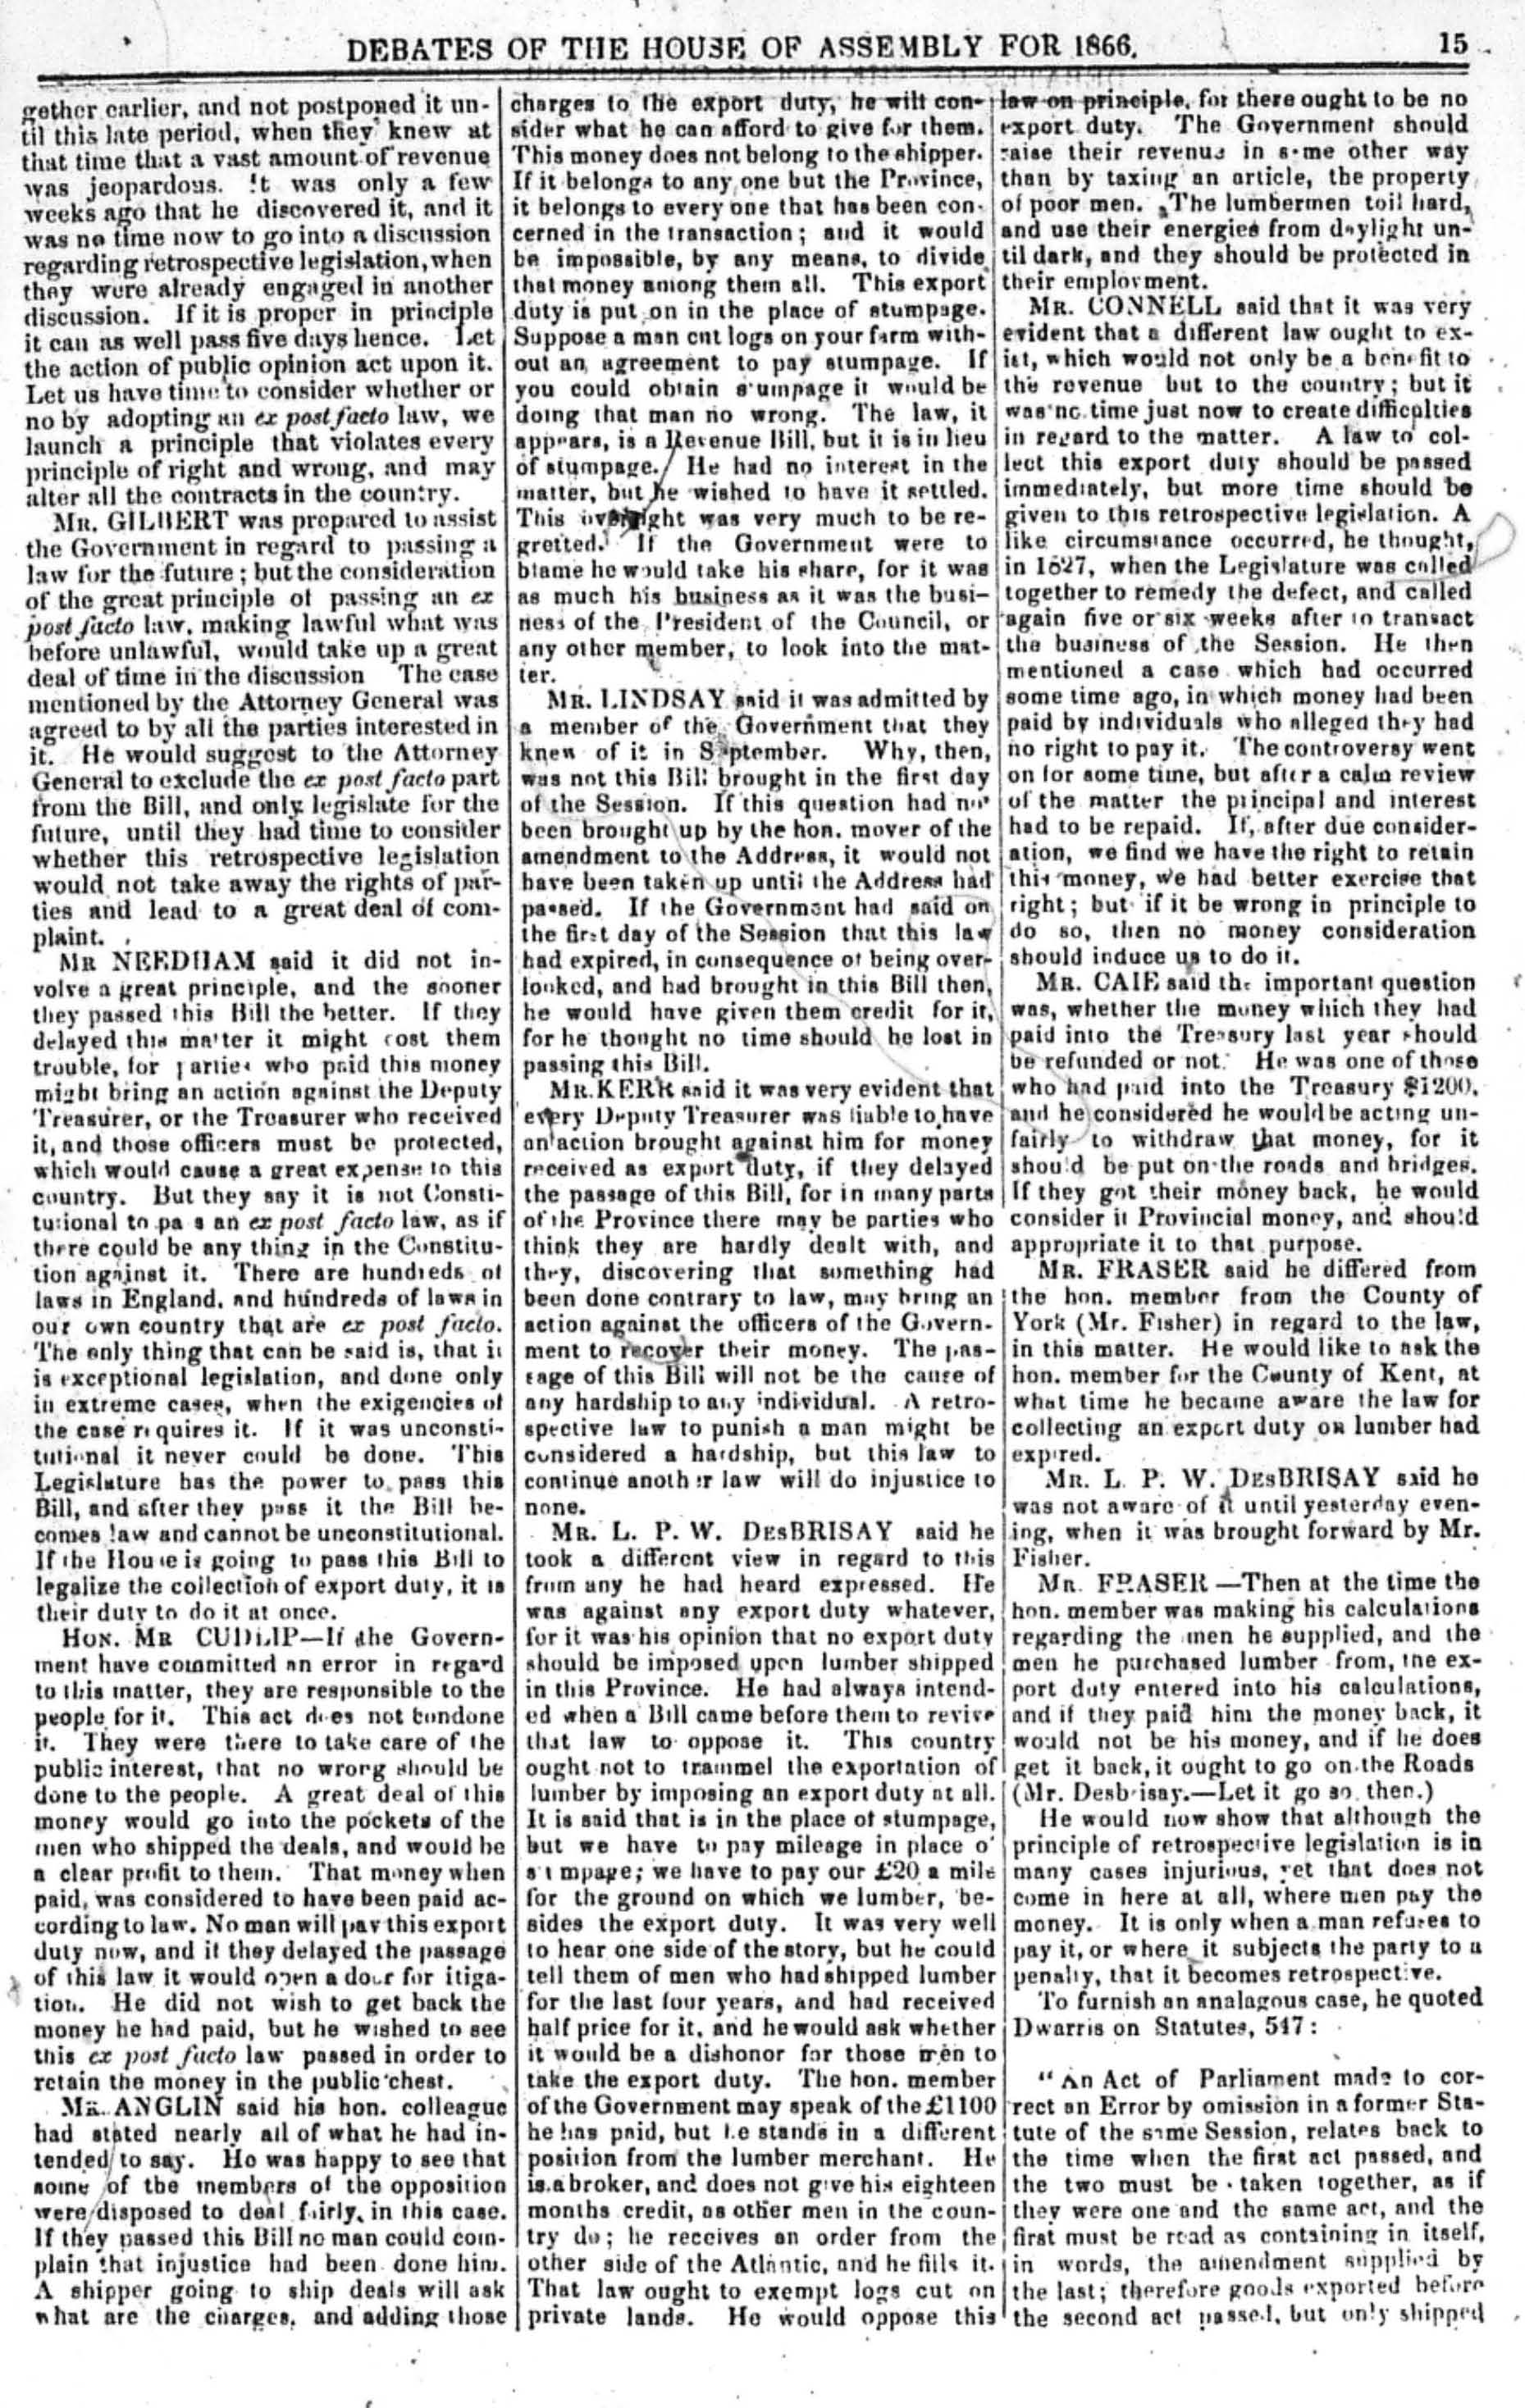 DEBATES OF THE HOUSE OF ASSEMBLY FOR 1866. 15
gether earlier, and not postponed it un-
til this late period, when they knew at
that time that a vast amount of revenue
was jeopardous. It was only a few
weeks ago that he discovered it, and it
was no time now to go into a discussion
regarding retrospective legislation, when
they were already engaged in another
discussion. If it is proper in principle
it can as well pass five days hence. Let
the action of public opinion act upon it.
Let us have time to consider whether or
no by adopting an ex post facto law, we
launch a principle that violates every
principle of right and wrong, and may
alter all the contracts in the country.
MR. GILBERT was prepared to assist
the Government in regard to passing a
law for the future; but the consideration
of the great principle of passing an ex
post facto law, making lawful what was
before unlawful, would take up a great
deal of time in the discussion The case
mentioned by the Attorney General was
agreed to by all the parties interested in
it. He would suggest to the Attorney
General to exclude the ex post facto part
from the Bill, and only legislate for the
future, until they had time to consider
whether this retrospective legislation
would not take away the rights of par-
ties and lead to a great deal of com-
plaint.
MR NEEDHAM said it did not in-
volve a great principle, and the sooner
they passed this Bill the better. If they
delayed this matter it might cost them
trouble, for parties who paid this money
might bring an action against the Deputy
Treasurer, or the Treasurer who received
it, and those officers must be protected,
which would cause a great expense to this
country. But they say it is not Consti-
tutional to pass an ex post facto law, as if
there could be any thing in the Constitu-
tion against it. There are hundreds of
laws in England, and hundreds of laws in
our own country that are ex post facto.
The only thing that can be said is, that it
is exceptional legislation, and done only
in extreme cases, when the exigencies of
the case requires it. If it was unconsti-
tutional it never could be done. This
Legislature has the power to pass this
Bill, and after they pass it the Bill be-
comes law and cannot be unconstitutional.
If the House is going to pass this Bill to
legalize the collection of export duty, it is
their duty to do it at once.
HON. MR CUDLIP—If the Govern-
ment have committed an error in regard
to this matter, they are responsible to the
people for it. This act does not condone
it. They were there to take care of the
public interest, that no wrong should be
done to the people. A great deal of this
money would go into the pockets of the
men who shipped the deals, and would be
a clear profit to them. That money when
paid, was considered to have been paid ac-
cording to law. No man will pay this export
duty now, and if they delayed the passage
of this law it would open a door for litiga-
tion. He did not wish to get back the
money he had paid, but he wished to see
this ex post facto law passed in order to
retain the money in the public chest.
MR. ANGLIN said his hon. colleague
had stated nearly all of what he had in-
tended to say. He was happy to see that
some of the members of the opposition
were disposed to deal fairly in this case.
If they passed this Bill no man could com-
plain that injustice had been done him.
A shipper going to ship deals will ask
what are the charges, and adding those
charges to the export duty, he will con-
sider what he can afford to give for them.
This money does not belong to the shipper.
If it belongs to any one but the Province,
it belongs to every one that has been con-
cerned in the transaction; and it would
be impossible, by any means, to divide
that money among them all. This export
duty is put on in the place of stumpage.
Suppose a man cut logs on your farm with-
out an agreement to pay stumpage. If
you could obtain stumpage it would be
doing that man no wrong. The law, it
appears, is a Revenue Bill, but it is in lieu
of stumpage. He had no interest in the
matter, but he wished to have it settled.
This oversight was very much to be re-
gretted. If the Government were to
blame he would take his share, for it was
as much his business as it was the busi-
ness of the President of the Council, or
any other member, to look into the mat-
ter.
MR. LINDSAY said it was admitted by
a member of the Government that they
knew of it in September. Why, then,
was not this Bill brought in the first day
of the Session. If this question had not
been brought up by the hon. mover of the
amendment to the Address, it would not
have been taken up until the Address had
passed. If the Government had said on
the first day of the Session that this law
had expired, in consequence of being over-
looked, and had brought in this Bill then,
he would have given them credit for it,
for he thought no time should be lost in
passing this Bill.
MR. KERR said it was very evident that
every Deputy Treasurer was liable to have
an action brought against him for money
received as export duty, if they delayed
the passage of this Bill, for in many parts
of the Province there may be parties who
think they are hardly dealt with, and
they, discovering that something had
been done contrary to law, may bring an
action against the officers of the Govern-
ment to recover their money. The pas-
sage of this Bill will not be the cause of
any hardship to any individual. A retro-
spective law to punish a man might be
considered a hardship, but this law to
continue another law will do injustice to
none.
MR. L. P. W. DESBRISAY said he
took a different view in regard to this
from any he had heard expressed. He
was against any export duty whatever,
for it was his opinion that no export duty
should be imposed upon lumber shipped
in this Province. He had always intend-
ed when a Bill came before them to revive
that law to oppose it. This country
ought not to trammel the exportation of
lumber by imposing an export duty at all.
It is said that is in the place of stumpage,
but we have to pay mileage in place o'
stumpage; we have to pay our £20 a mile
for the ground on which we lumber, be-
sides the export duty. It was very well
to hear one side of the story, but he could
tell them of men who had shipped lumber
for the last four years, and had received
half price for it, and he would ask whether
it would be a dishonor for those men to
take the export duty. The hon. member
of the Government may speak of the £1100
he has paid, but he stands in a different
position from the lumber merchant. He
is a broker, and does not give his eighteen
months credit, as other men in the coun-
try do; he receives an order from the
other side of the Atlantic, and he fills it.
That law ought to exempt logs cut on
private lands. He would oppose this
law on principle, for there ought to be no
export duty. The Government should
raise their revenue in some other way
than by taxing an article, the property
of poor men. The lumbermen toil hard,
and use their energies from daylight un-
til dark, and they should be protected in
their employment.
MR. CONNELL said that it was very
evident that a different law ought to ex-
ist, which would not only be a benefit to
the revenue but to the country; but it
was no time just now to create difficulties
in regard to the matter. A law to col-
lect this export duty should be passed
immediately, but more time should be
given to this retrospective legislation. A
like circumstance occurred, he thought,
in 1827, when the Legislature was called
together to remedy the defect, and called
again five or six weeks after to transact
the business of the Session. He then
mentioned a case which had occurred
some time ago, in which money had been
paid by individuals who alleged they had
no right to pay it. The controversy went
on for some time, but after a calm review
of the matter the principal and interest
had to be repaid. If, after due consider-
ation, we find we have the right to retain
this money, we had better exercise that
right; but if it be wrong in principle to
do so, then no money consideration
should induce us to do it.
MR. CAIE said the important question
was, whether the money which they had
paid into the Treasury last year should
be refunded or not. He was one of those
who had paid into the Treasury $1200,
and he considered he would be acting un-
fairly to withdraw that money, for it
should be put on the roads and bridges.
If they got their money back, he would
consider it Provincial money, and should
appropriate it to that purpose.
MR. FRASER said he differed from
the hon. member from the County of
York (Mr. Fisher) in regard to the law,
in this matter. He would like to ask the
hon. member for the County of Kent, at
what time he became aware the law for
collecting an export duty on lumber had
expired.
MR. L. P. W. DESBRISAY said he
was not aware of it until yesterday even-
ing, when it was brought forward by Mr.
Fisher.
MR. FRASER—Then at the time the
hon. member was making his calculations
regarding the men he supplied, and the
men he purchased lumber from, the ex-
port duty entered into his calculations,
and if they paid him the money back, it
would not be his money, and if he does
get it back, it ought to go on the Roads
(Mr. Desbrisay.—Let it go so then.)
He would now show that although the
principle of retrospective legislation is in
many cases injurious, yet that does not
come in here at all, where men pay the
money. It is only when a man refuses to
pay it, or where it subjects the party to a
penalty, that it becomes retrospective.
To furnish an analagous case, he quoted
Dwarris on Statutes, 547:
"An Act of Parliament made to cor-
rect an Error by omission in a former Sta-
tute of the same Session, relates back to
the time when the first act passed, and
the two must be taken together, as if
they were one and the same act, and the
first must be read as containing in itself,
in words, the amendment supplied by
the last; therefore goods exported before
the second act passed, but only shipped